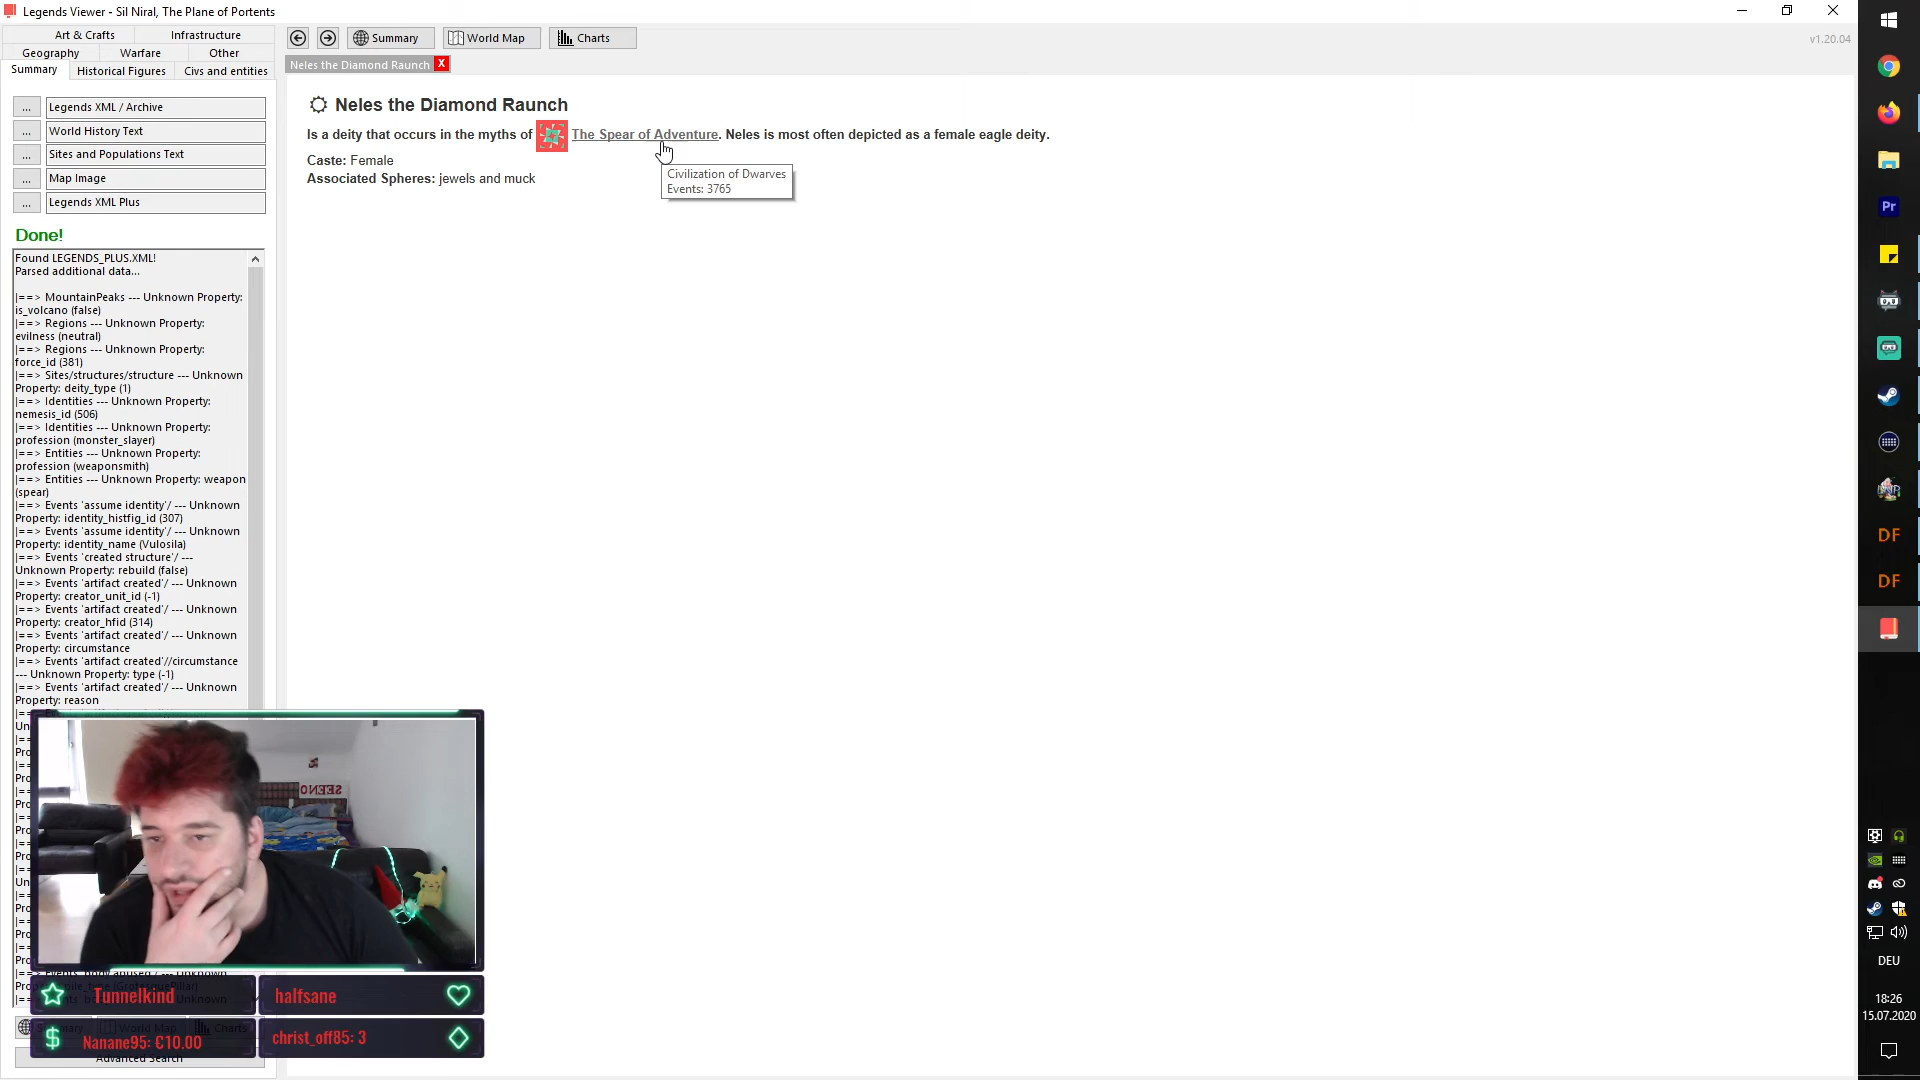 Legends Viewer - Sil Niral, The Plane of Portents
Art & Crafts Infrastructure
Geography Warfare Other
Summary Historical Figures Civs and entities
Summary World Map Charts
v1.20.04
Neles the Diamond Raunch X
... Legends XML / Archive
... World History Text
... Sites and Populations Text
... Map Image
... Legends XML Plus
Done!
Found LEGENDS_PLUS.XML!
Parsed additional data...
|==> MountainPeaks --- Unknown Property:
is_volcano (false)
|==> Regions --- Unknown Property:
evilness (neutral)
|==> Regions --- Unknown Property:
force_id (381)
|==> Sites/structures/structure --- Unknown
Property: deity_type (1)
|==> Identities --- Unknown Property:
nemesis_id (506)
|==> Identities --- Unknown Property:
profession (monster_slayer)
|==> Entities --- Unknown Property:
profession (weaponsmith)
|==> Entities --- Unknown Property: weapon
(spear)
|==> Events 'assume identity'/ --- Unknown
Property: identity_histfig_id (307)
|==> Events 'assume identity'/ --- Unknown
Property: identity_name (Vulosila)
|==> Events 'created structure'/ ---
Unknown Property: rebuild (false)
|==> Events 'artifact created'/ --- Unknown
Property: creator_unit_id (-1)
|==> Events 'artifact created'/ --- Unknown
Property: creator_hfid (314)
|==> Events 'artifact created'/ --- Unknown
Property: circumstance
|==> Events 'artifact created'//circumstance
--- Unknown Property: type (-1)
|==> Events 'artifact created'/ --- Unknown
Property: reason
Neles the Diamond Raunch
Is a deity that occurs in the myths of The Spear of Adventure. Neles is most often depicted as a female eagle deity.
Caste: Female
Associated Spheres: jewels and muck
Civilization of Dwarves
Events: 3765
Tunnelkind halfsane
$ Nanane95: €10.00 christ_off85: 3
World Map Charts
Advanced Search
Pr
DF
DF
DEU
18:26
15.07.2020